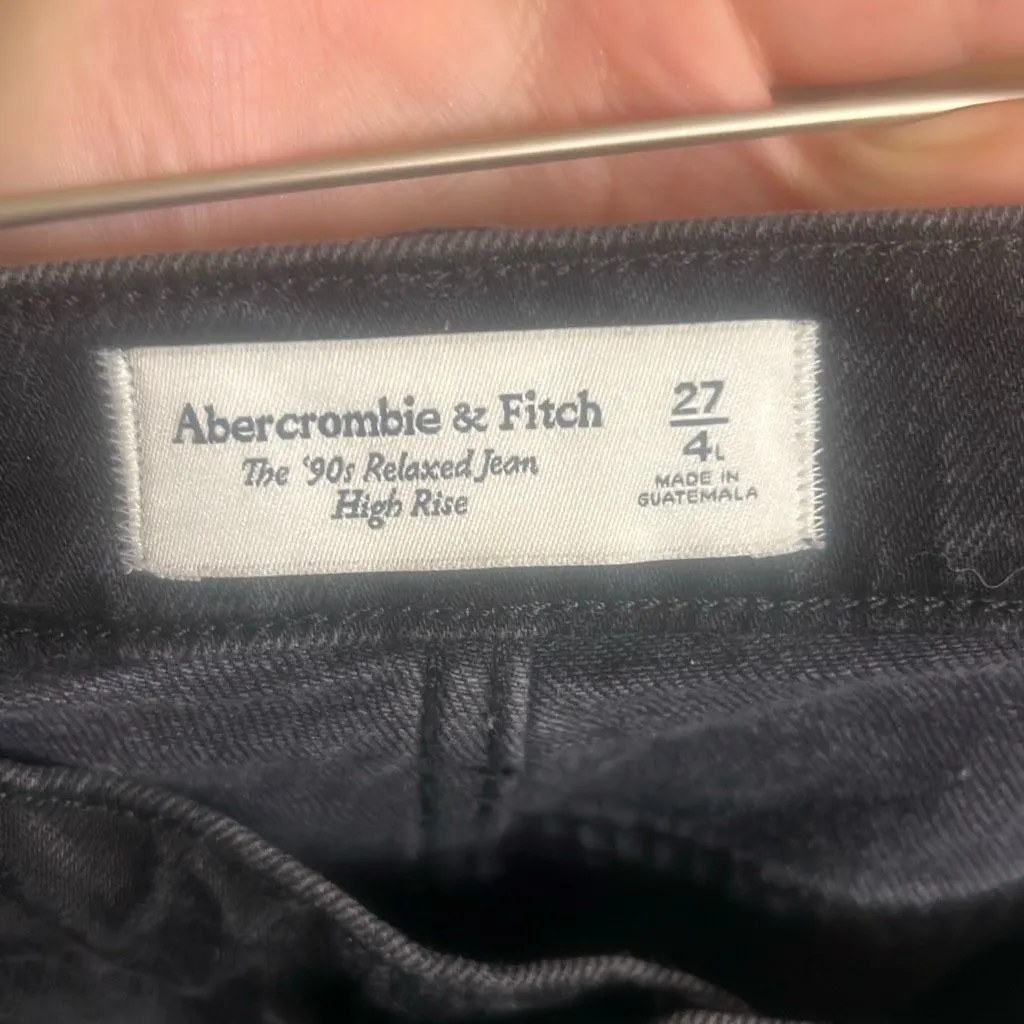 Abercrombie & Fitch
The '90s Relaxed Jean
High Rise
27
4L
MADE IN
GUATEMALA